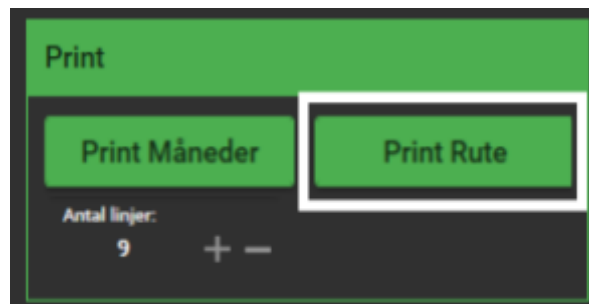 Print
Print Måneder
Print Rute
Antal linjer:
9